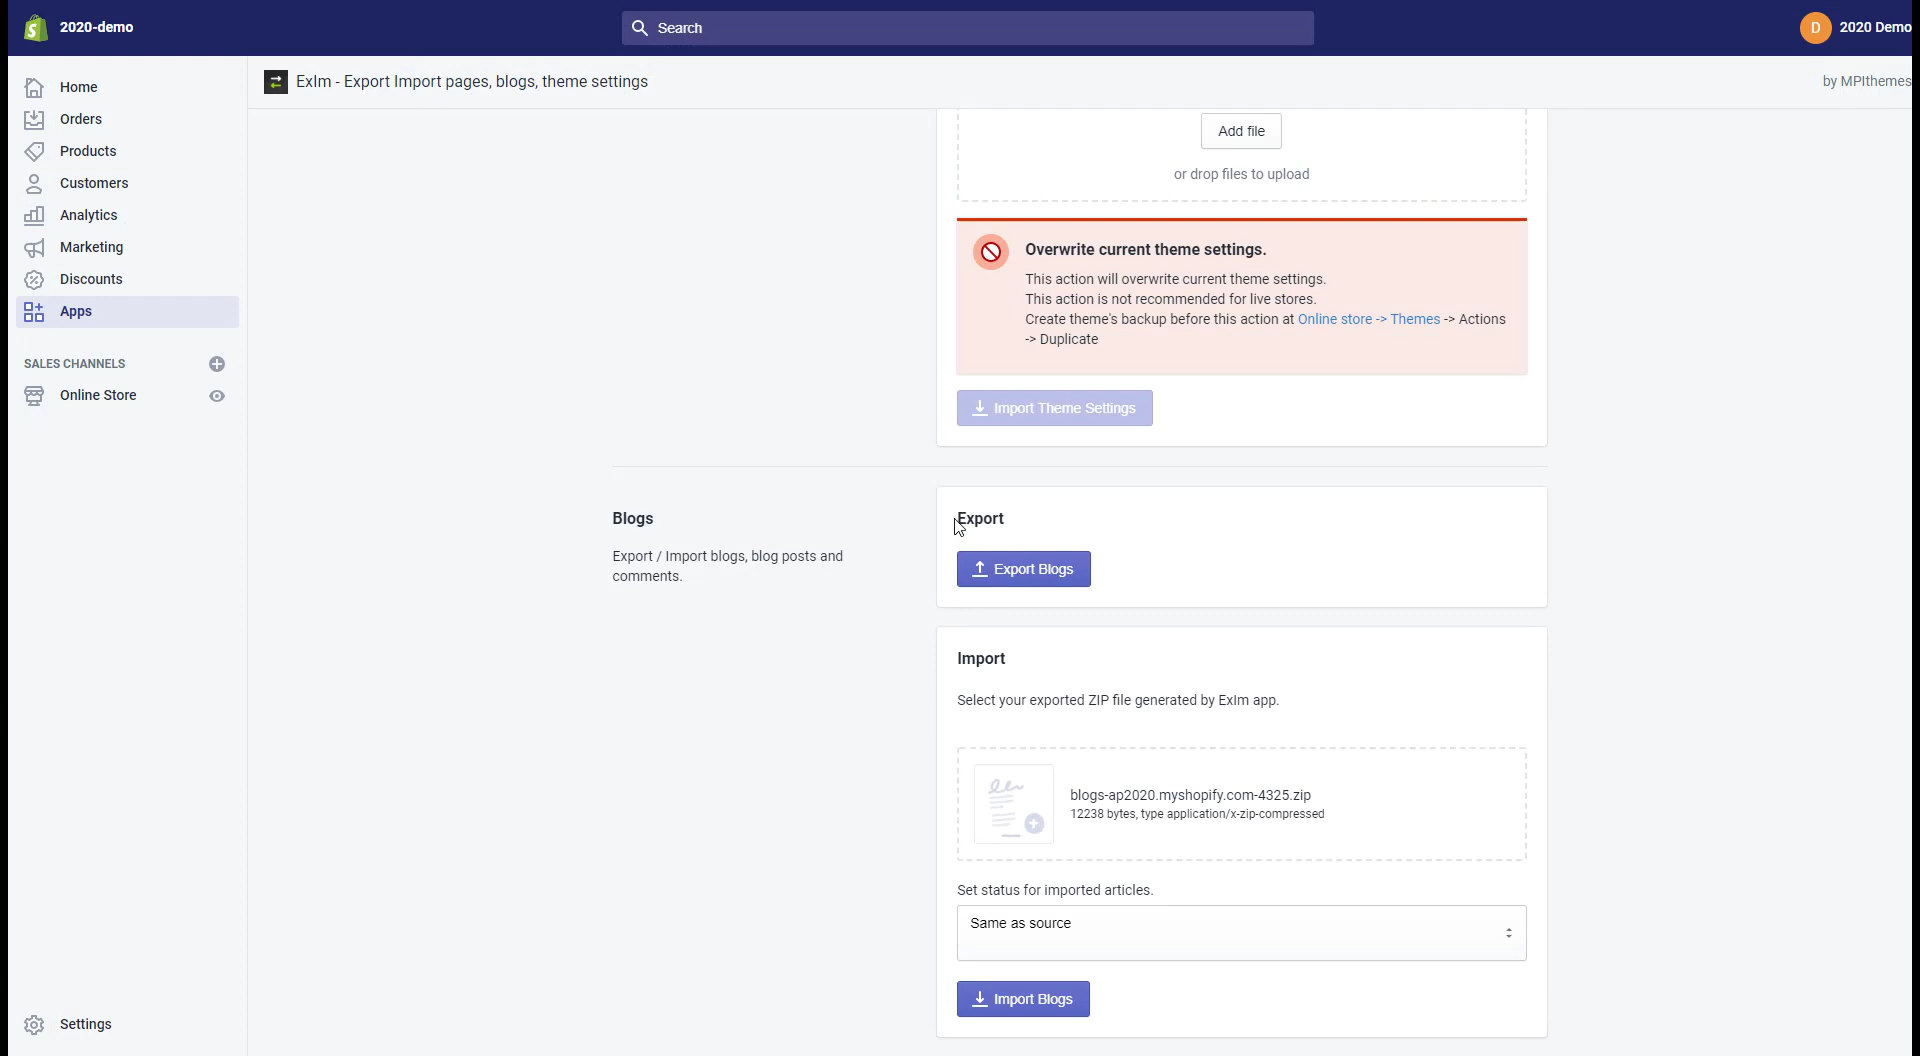 2020-demo
Search
D
2020 Demo
Home
Orders
Products
Customers
Analytics
Marketing
Discounts
Apps
SALES CHANNELS
Online Store
Settings
ExIm - Export Import pages, blogs, theme settings
by MPIthemes
Add file
or drop files to upload
Overwrite current theme settings.
This action will overwrite current theme settings.
This action is not recommended for live stores.
Create theme's backup before this action at Online store -> Themes -> Actions
-> Duplicate
Import Theme Settings
Blogs
Export / Import blogs, blog posts and
comments.
Export
Export Blogs
Import
Select your exported ZIP file generated by ExIm app.
blogs-ap2020.myshopify.com-4325.zip
12238 bytes, type application/x-zip-compressed
Set status for imported articles.
Same as source
Import Blogs